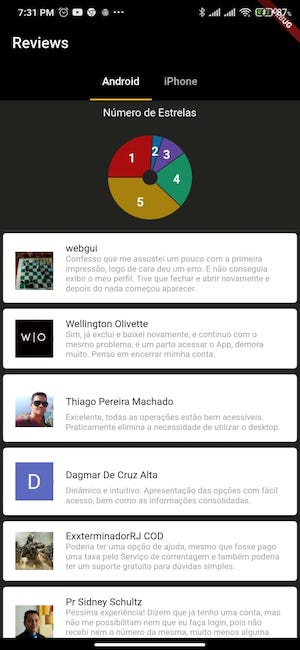 7:31 PM
87%
BUG
Reviews
Android
iPhone
Número de Estrelas
1
2
3
4
5
webgui
Confesso que me assustei um pouco com a primeira
impressão, logo de cara deu um erro. E não conseguia
exibir o meu perfil. Tive que fechar e abrir novamente e
depois do nada começou aparecer.
W|O
Wellington Olivette
Sim, já exclui e baixei novamente, e continuo com o
mesmo problema, é um parto acessar o App, demora
muito. Penso em encerrar mimha conta.
Thiago Pereira Machado
Excelente, todas as operações estão bem acessíveis.
Praticamente elimina a necessidade de utilizar o desktop.
D
Dagmar De Cruz Alta
Dinâmico e intuitivo. Apresentação das opções com fácil
acesso, bem como as informações consolidadas.
ExxterminadorRJ COD
Poderia ter uma opção de ajuda, mesmo que fosse pago
uma taxa pelo Serviço de correntagem e também poderia
ter um suporte gratuito para dúvidas simples.
Pr Sidney Schultz
Péssima experiência! Dizem que já tenho uma conta, mas
não me possibilitam nem que eu faça login, pois não
recebi nem o número da mesma, muito menos alguma